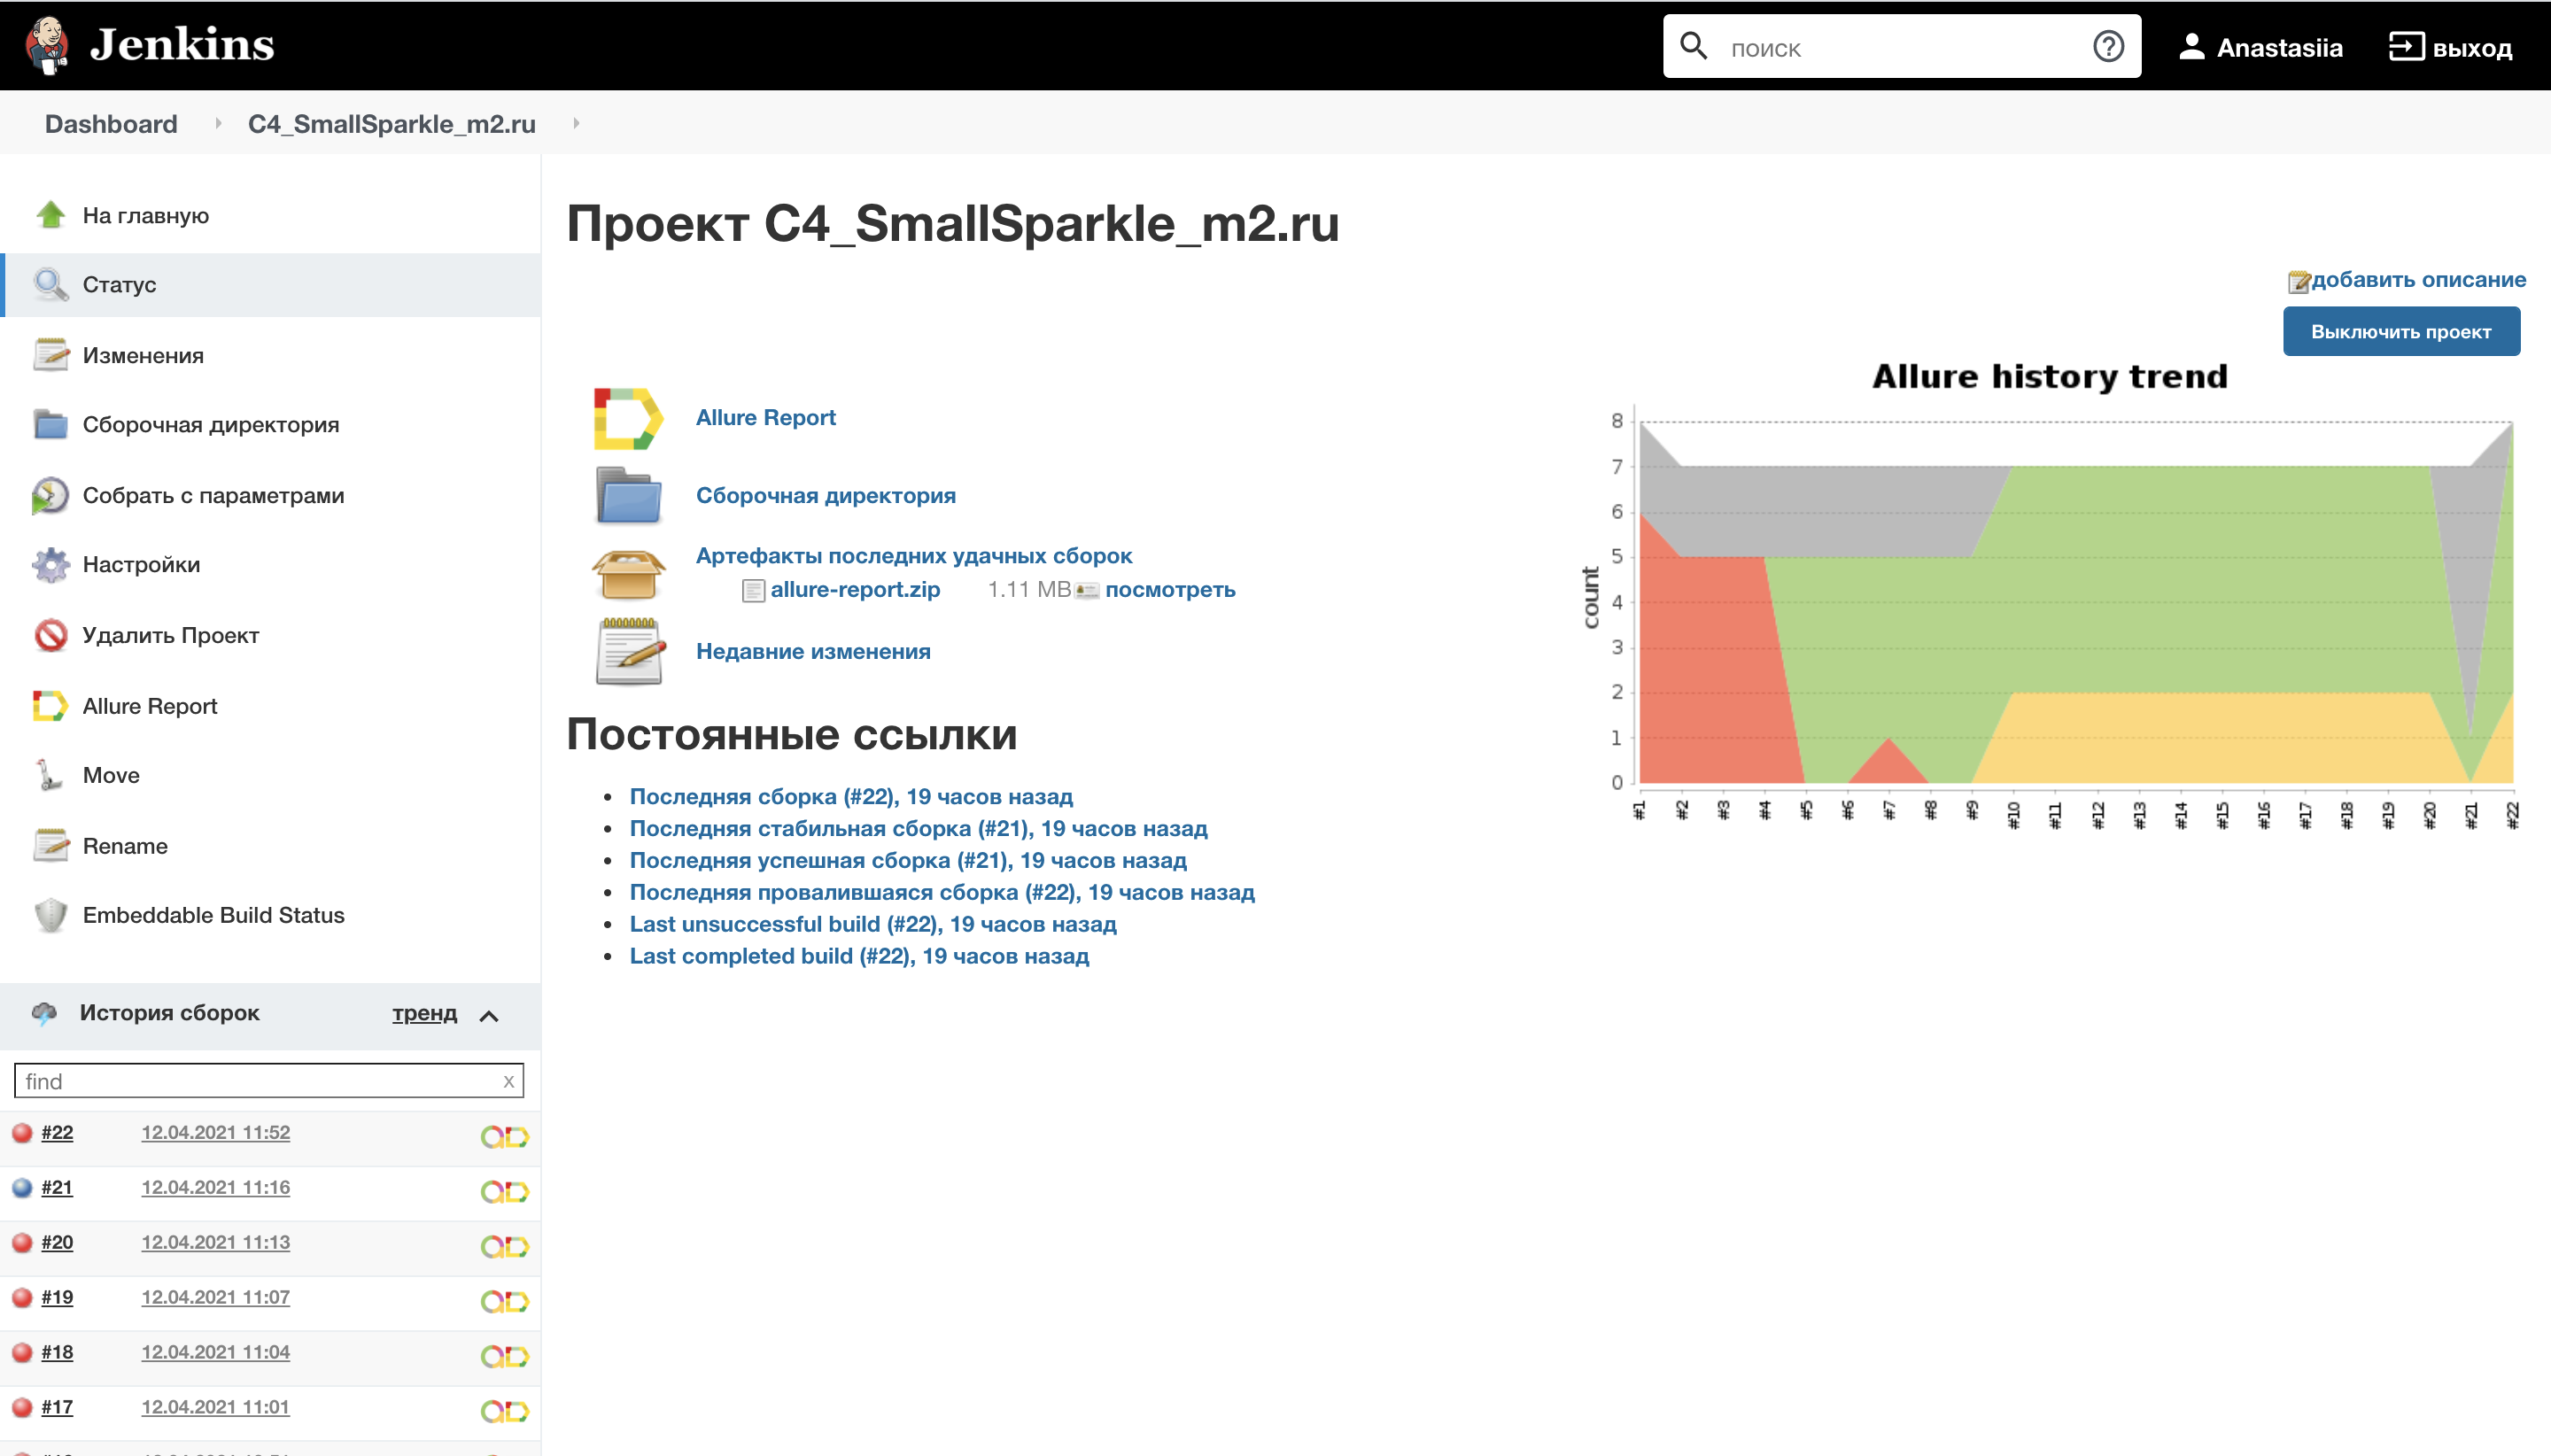 Jenkins
поиск
Anastasiia
выход
Dashboard
C4_SmallSparkle_m2.ru
На главную
Статус
Изменения
Сборочная директория
Собрать с параметрами
Настройки
Удалить Проект
Allure Report
Move
Rename
Embeddable Build Status
История сборок
тренд
find
x
#22 12.04.2021 11:52
#21 12.04.2021 11:16
#20 12.04.2021 11:13
#19 12.04.2021 11:07
#18 12.04.2021 11:04
#17 12.04.2021 11:01
Проект C4_SmallSparkle_m2.ru
добавить описание
Выключить проект
Allure Report
Сборочная директория
Артефакты последних удачных сборок
allure-report.zip 1.11 MB посмотреть
Недавние изменения
Постоянные ссылки
Последняя сборка (#22), 19 часов назад
Последняя стабильная сборка (#21), 19 часов назад
Последняя успешная сборка (#21), 19 часов назад
Последняя провалившаяся сборка (#22), 19 часов назад
Last unsuccessful build (#22), 19 часов назад
Last completed build (#22), 19 часов назад
Allure history trend
count
8
7
6
5
4
3
2
1
0
#1 #2 #3 #4 #5 #6 #7 #8 #9 #10 #11 #12 #13 #14 #15 #16 #17 #18 #19 #20 #21 #22